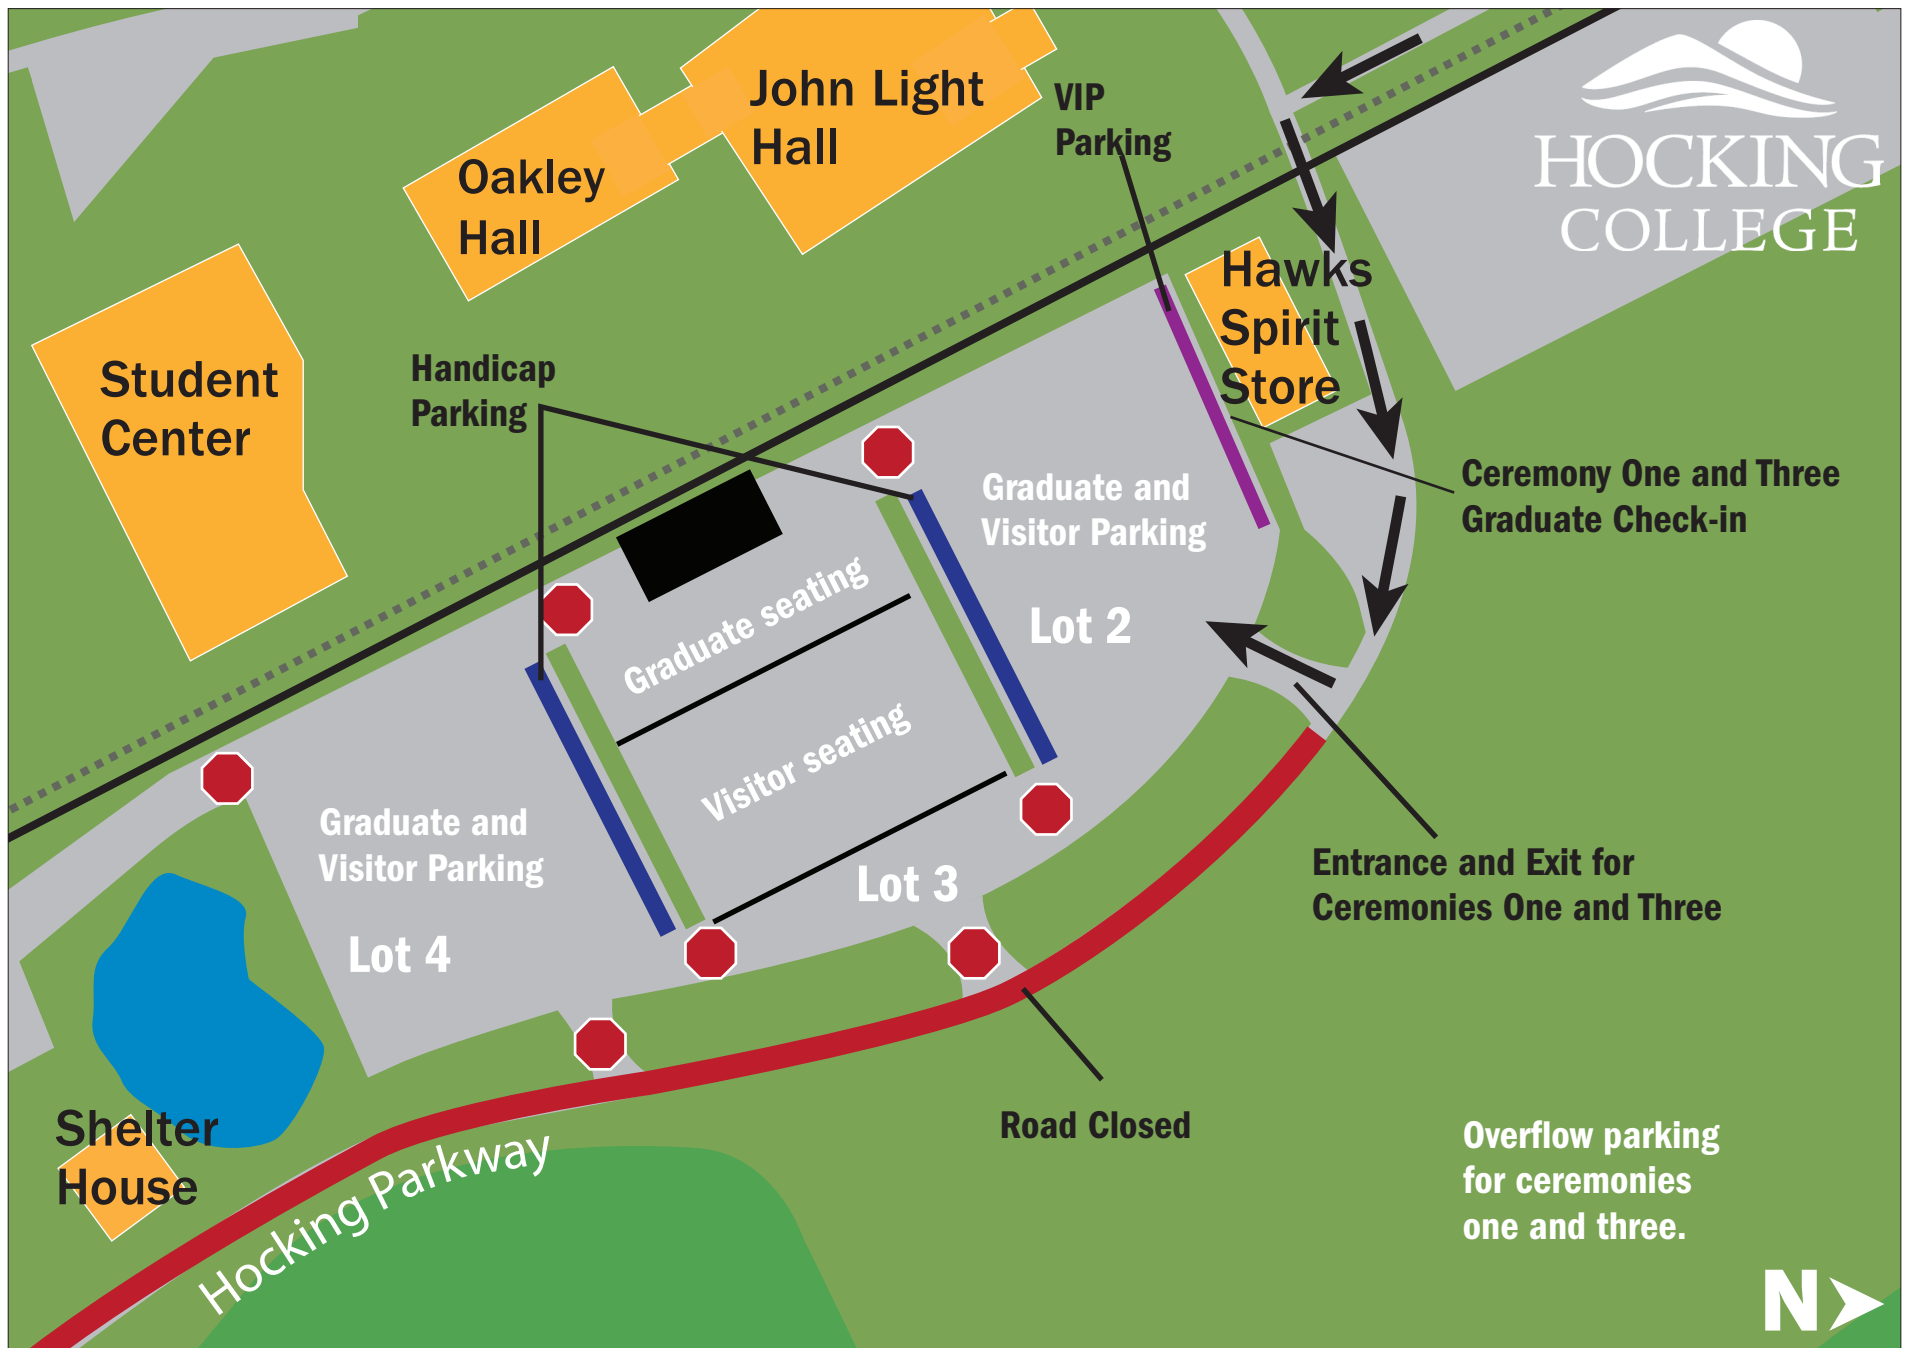 HOCKING
COLLEGE
John Light
Hall
VIP
Parking
Oakley
Hall
Hawks
Spirit
Store
Student
Center
Handicap
Parking
Graduate and
Visitor Parking
Lot 2
Ceremony One and Three
Graduate Check-in
Graduate seating
Visitor seating
Graduate and
Visitor Parking
Lot 4
Lot 3
Entrance and Exit for
Ceremonies One and Three
Shelter
House
Road Closed
Hocking Parkway
Overflow parking
for ceremonies
one and three.
N